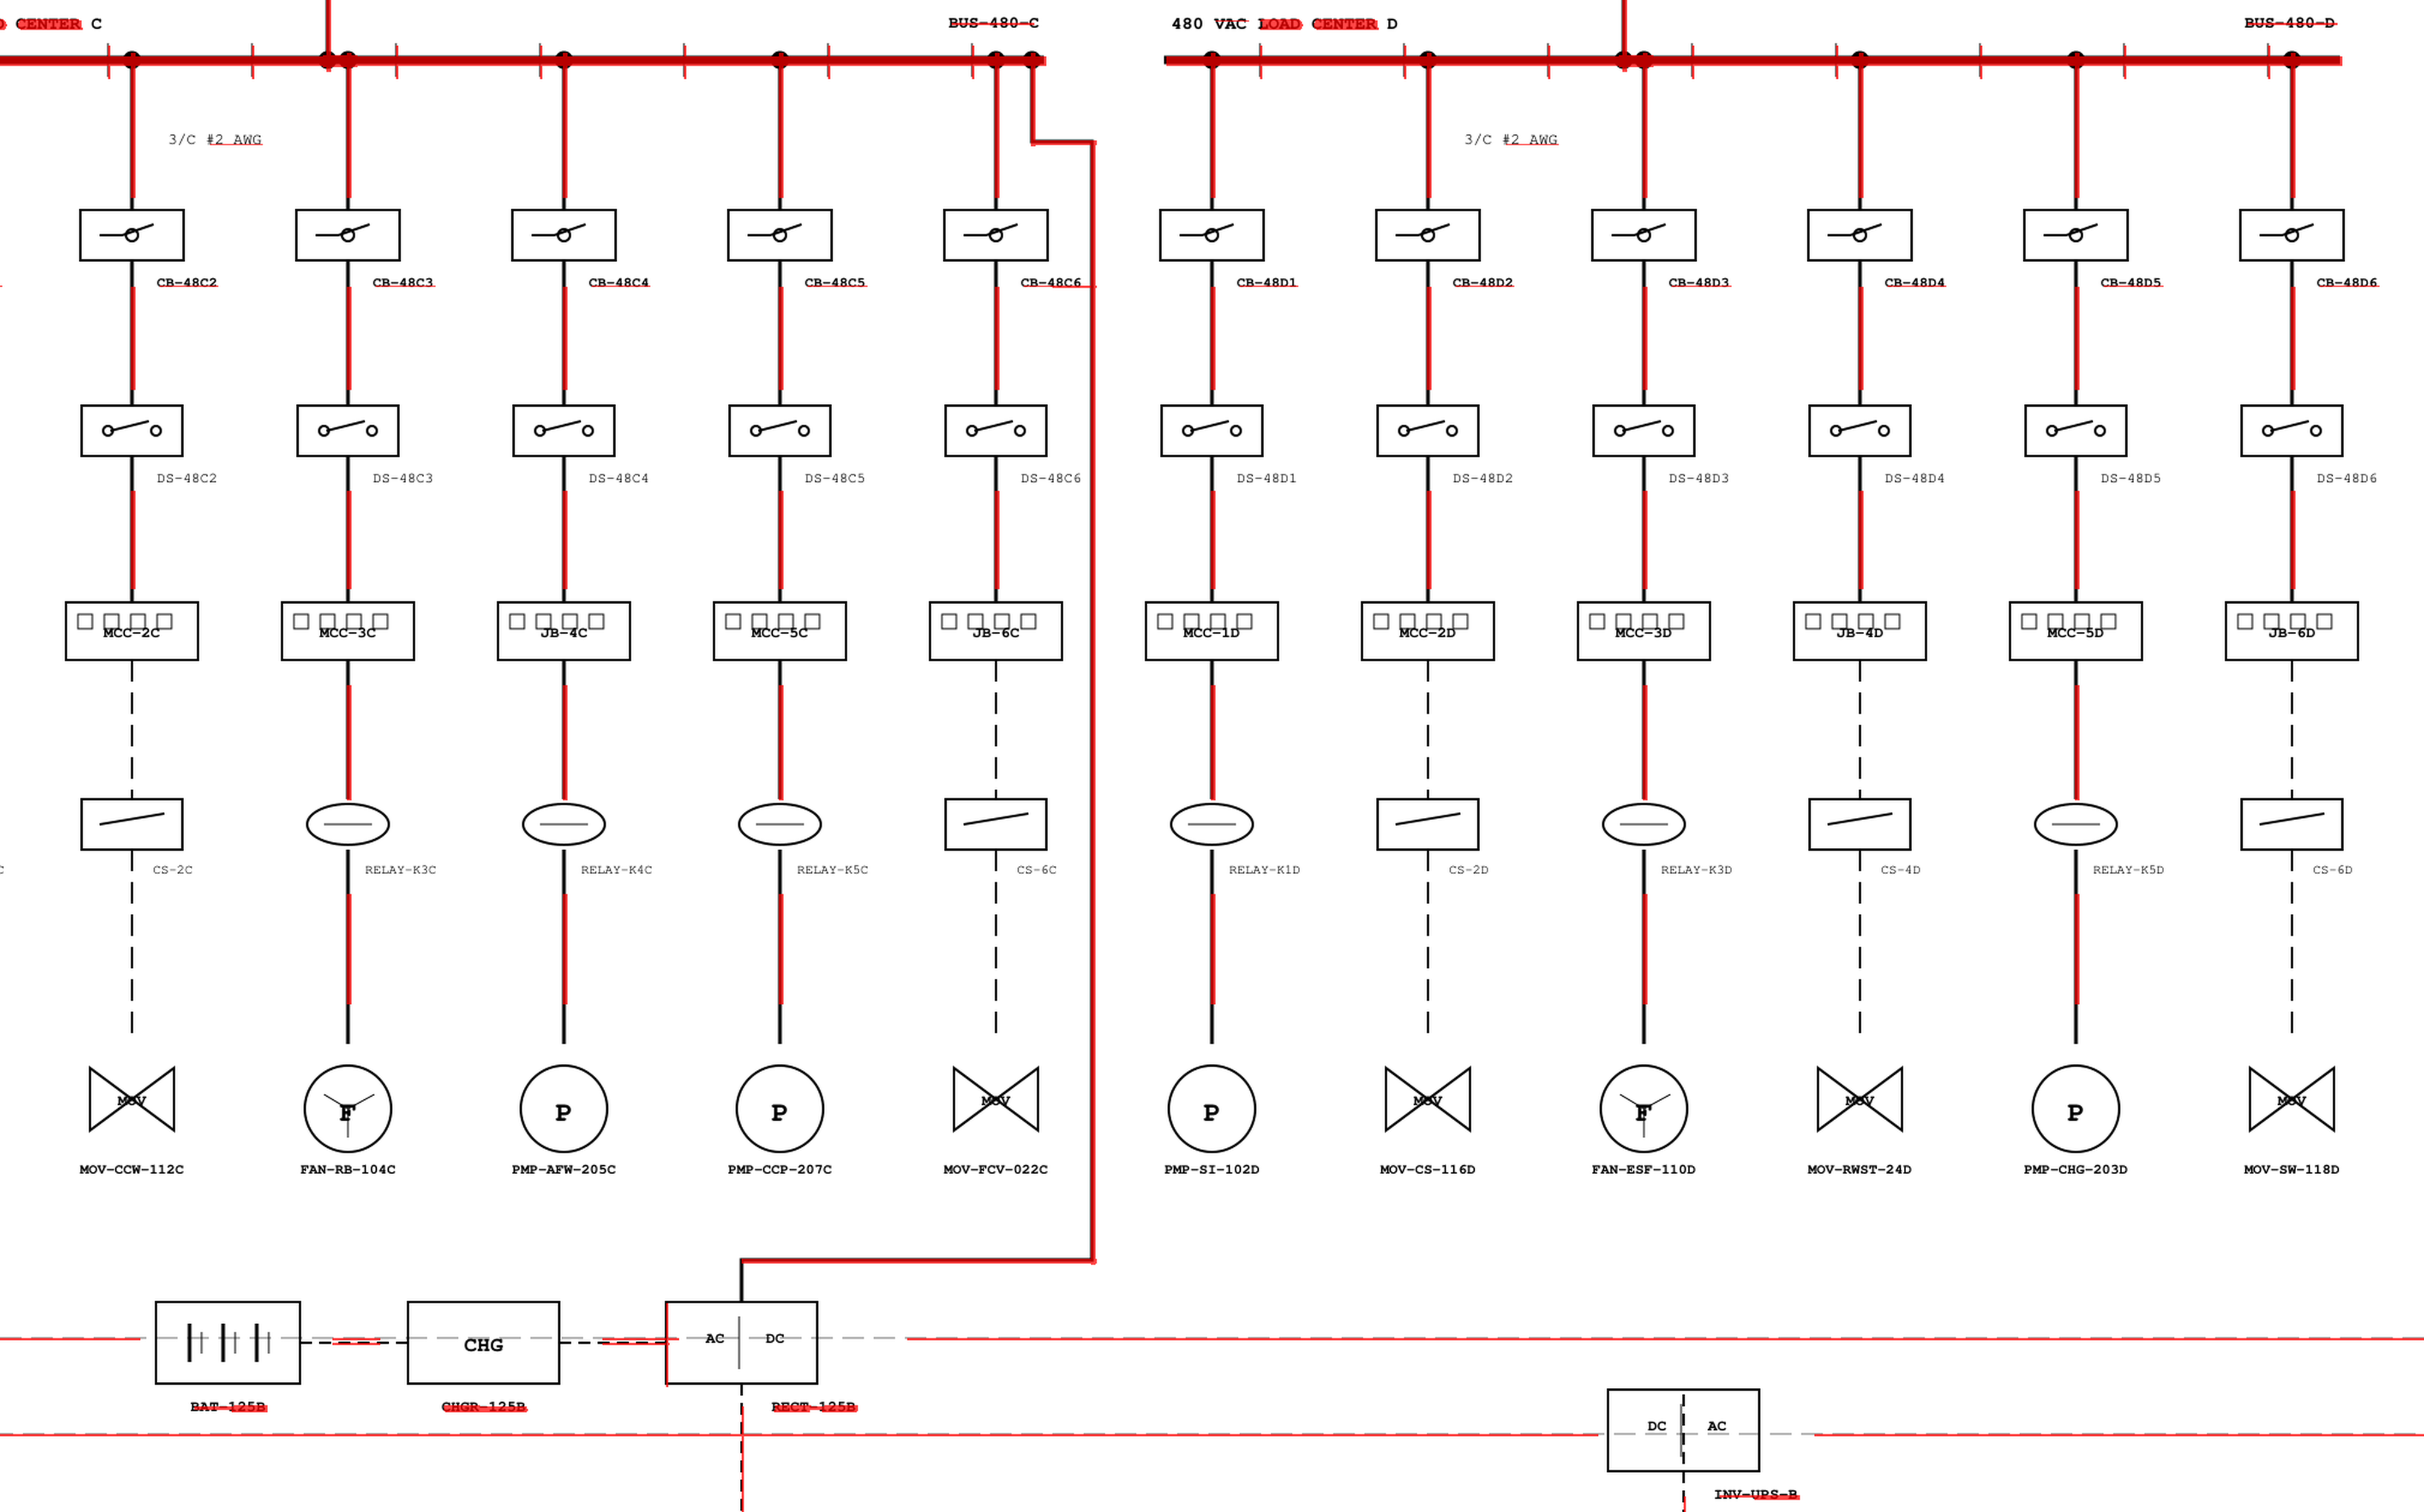 CENTER C
BUS-480-C
480 VAC LOAD CENTER D
BUS-480-D
3/C #2 AWG
3/C #2 AWG
CB-48C2
CB-48C3
CB-48C4
CB-48C5
CB-48C6
CB-48D1
CB-48D2
CB-48D3
CB-48D4
CB-48D5
CB-48D6
DS-48C2
DS-48C3
DS-48C4
DS-48C5
DS-48C6
DS-48D1
DS-48D2
DS-48D3
DS-48D4
DS-48D5
DS-48D6
MCC-2C
MCC-3C
JB-4C
MCC-5C
JB-6C
MCC-1D
MCC-2D
MCC-3D
JB-4D
MCC-5D
JB-6D
CS-2C
RELAY-K3C
RELAY-K4C
RELAY-K5C
CS-6C
RELAY-K1D
CS-2D
RELAY-K3D
CS-4D
RELAY-K5D
CS-6D
MOV
F
P
P
MOV
P
MOV
F
MOV
P
MOV
MOV-CCW-112C
FAN-RB-104C
PMP-AFW-205C
PMP-CCP-207C
MOV-FCV-022C
PMP-SI-102D
MOV-CS-116D
FAN-ESF-110D
MOV-RWST-24D
PMP-CHG-203D
MOV-SW-118D
CHG
AC DC
BAT-125B
CHGR-125B
RECT-125B
DC AC
INV-UPS-B